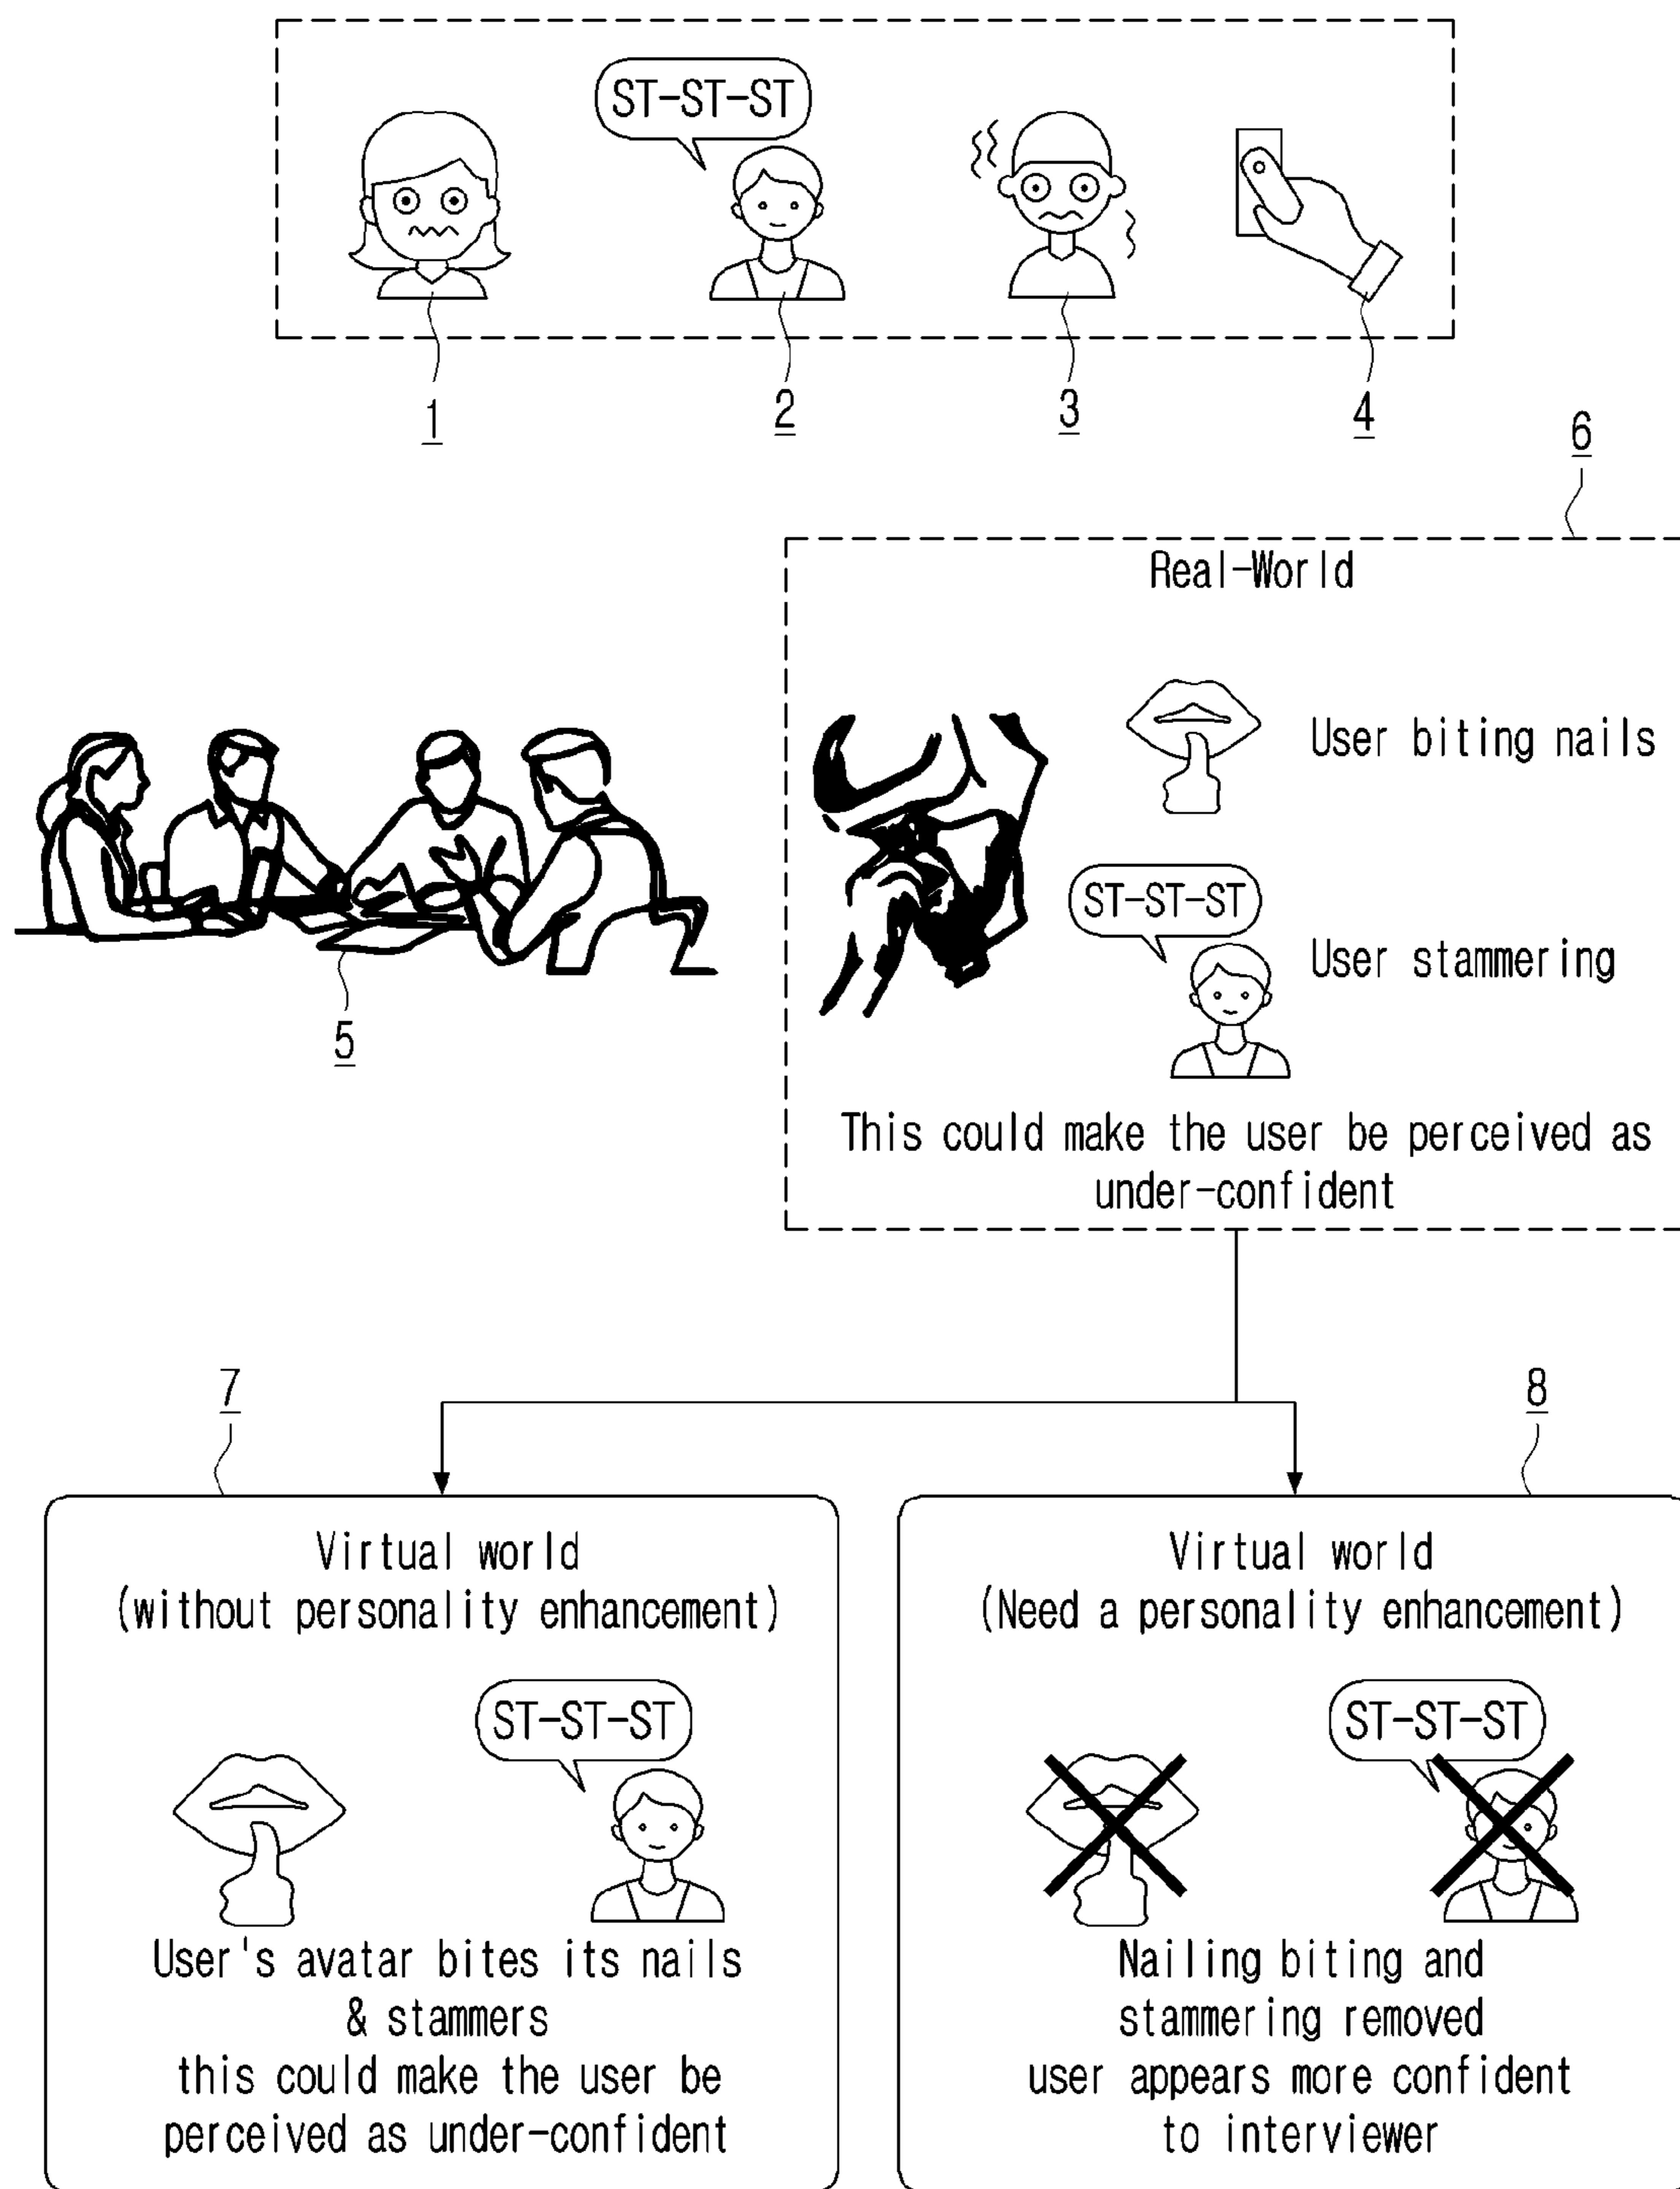 ST-ST-ST
1
2
3
4
6
Real-World
User biting nails
ST-ST-ST
User stammering
5
This could make the user be perceived as
under-confident
7
8
Virtual world
(without personality enhancement)
ST-ST-ST
User's avatar bites its nails
& stammers
this could make the user be
perceived as under-confident
Virtual world
(Need a personality enhancement)
ST-ST-ST
Nailing biting and
stammering removed
user appears more confident
to interviewer